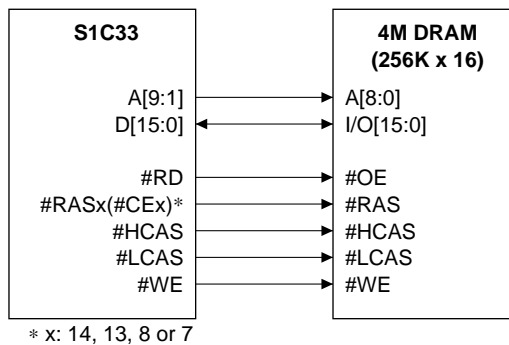 S1C33 4M DRAM
(256K x 16)
A[9:1] A[8:0]
D[15:0] I/O[15:0]
#RD #OE
#RASx(#CEx)* #RAS
#HCAS #HCAS
#LCAS #LCAS
#WE #WE
* x: 14, 13, 8 or 7